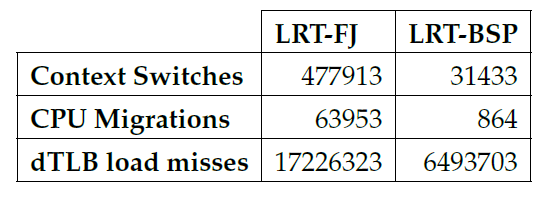 LRT-FJ LRT-BSP
Context Switches 477913 31433
CPU Migrations 63953 864
dTLB load misses 17226323 6493703